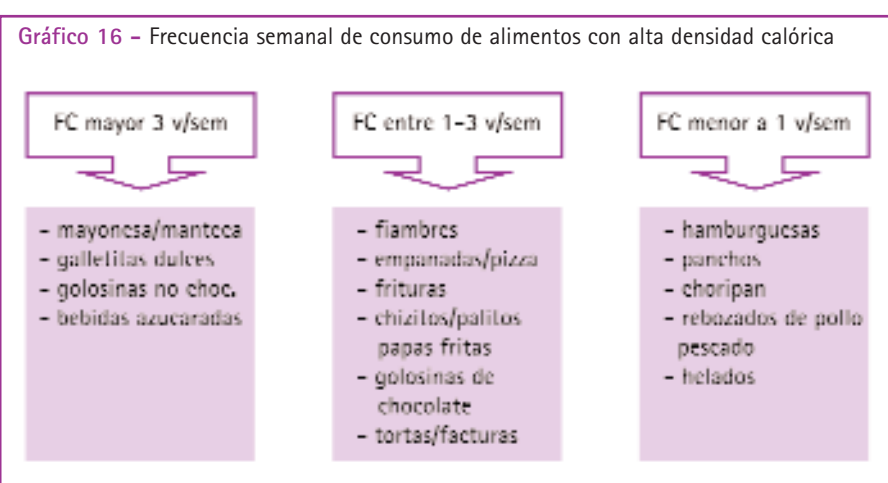 Gráfico 16 – Frecuencia semanal de consumo de alimentos con alta densidad calórica
FC mayor 3 v/sem
– mayonesa/manteca
– galletitas dulces
– golosinas no choc.
– bebidas azucaradas
FC entre 1-3 v/sem
– fiambres
– empanadas/pizza
– frituras
– chizitos/palitos
papas fritas
– golosinas de
chocolate
– tortas/facturas
FC menor a 1 v/sem
– hamburguesas
– panchos
– choripan
– rebozados de pollo
pescado
– helados